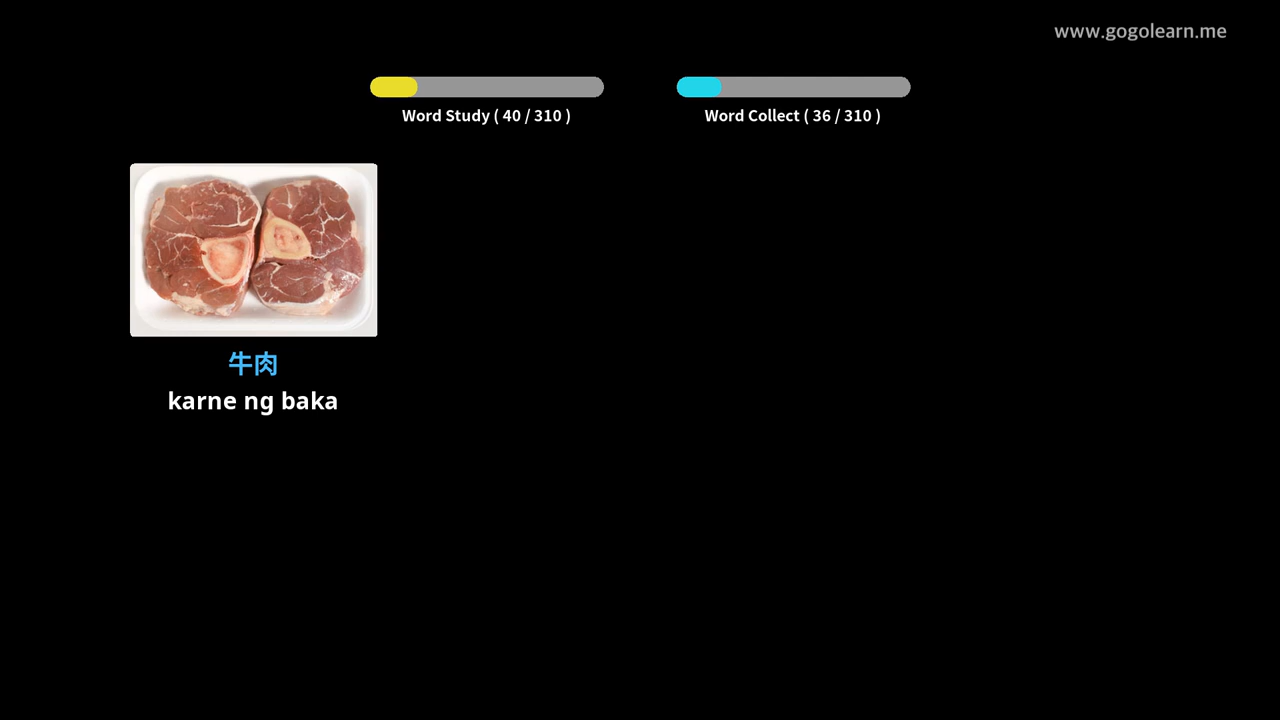 www.gogolearn.me
Word Study ( 40 / 310 )
Word Collect ( 36 / 310 )
牛肉
karne ng baka